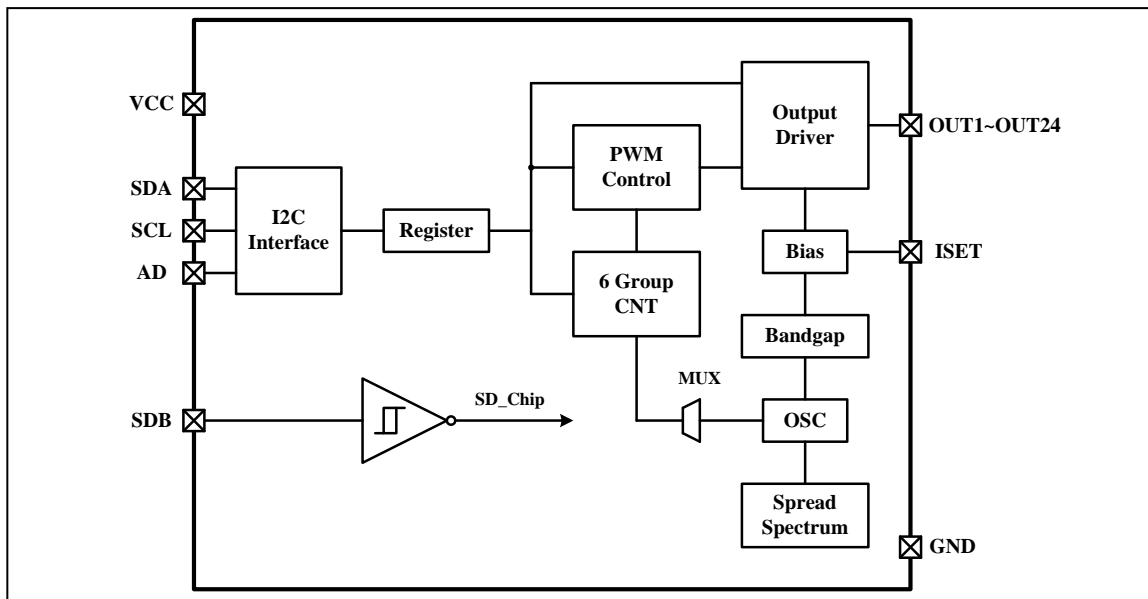 VCC
SDA
SCL
AD
SDB
I2C
Interface
Register
PWM
Control
6 Group
CNT
Output
Driver
Bias
Bandgap
MUX
OSC
Spread
Spectrum
SD_Chip
OUT1~OUT24
ISET
GND